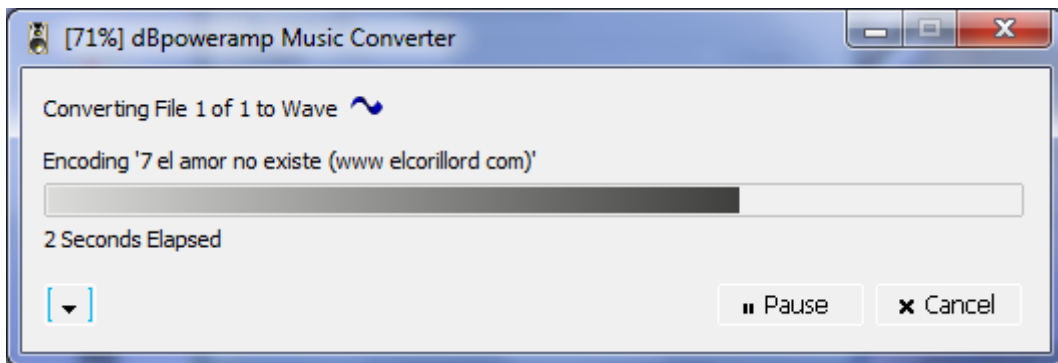 [71%] dBpoweramp Music Converter
Converting File 1 of 1 to Wave
Encoding '7 el amor no existe (www elcorillord com)'
2 Seconds Elapsed
Pause
Cancel